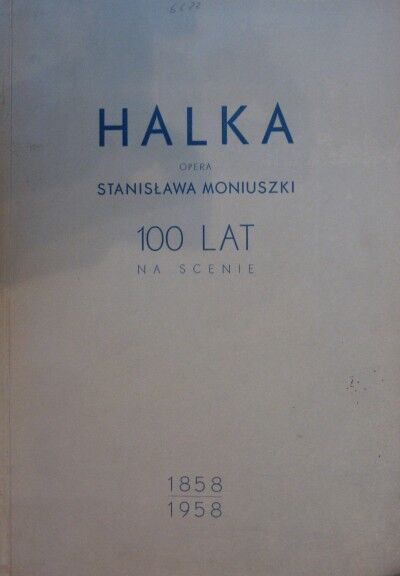 HALKA
OPERA
STANISŁAWA MONIUSZKI
100 LAT
NA SCENIE
1858
1958